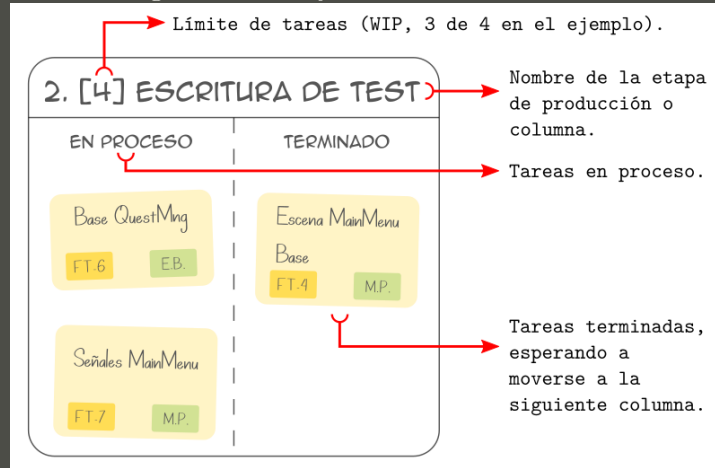 Límite de tareas (WIP, 3 de 4 en el ejemplo).
2. [4] ESCRITURA DE TEST
Nombre de la etapa
de producción o
columna.
EN PROCESO
TERMINADO
Tareas en proceso.
Base QuestMng
FT.6
E.B.
Escena MainMenu
Base
FT.4
M.P.
Señales MainMenu
FT.7
M.P.
Tareas terminadas,
esperando a
moverse a la
siguiente columna.